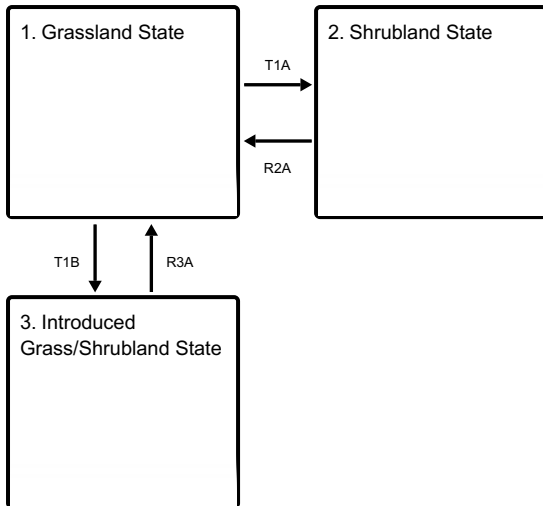 1. Grassland State
2. Shrubland State
T1A
R2A
T1B
R3A
3. Introduced
Grass/Shrubland State